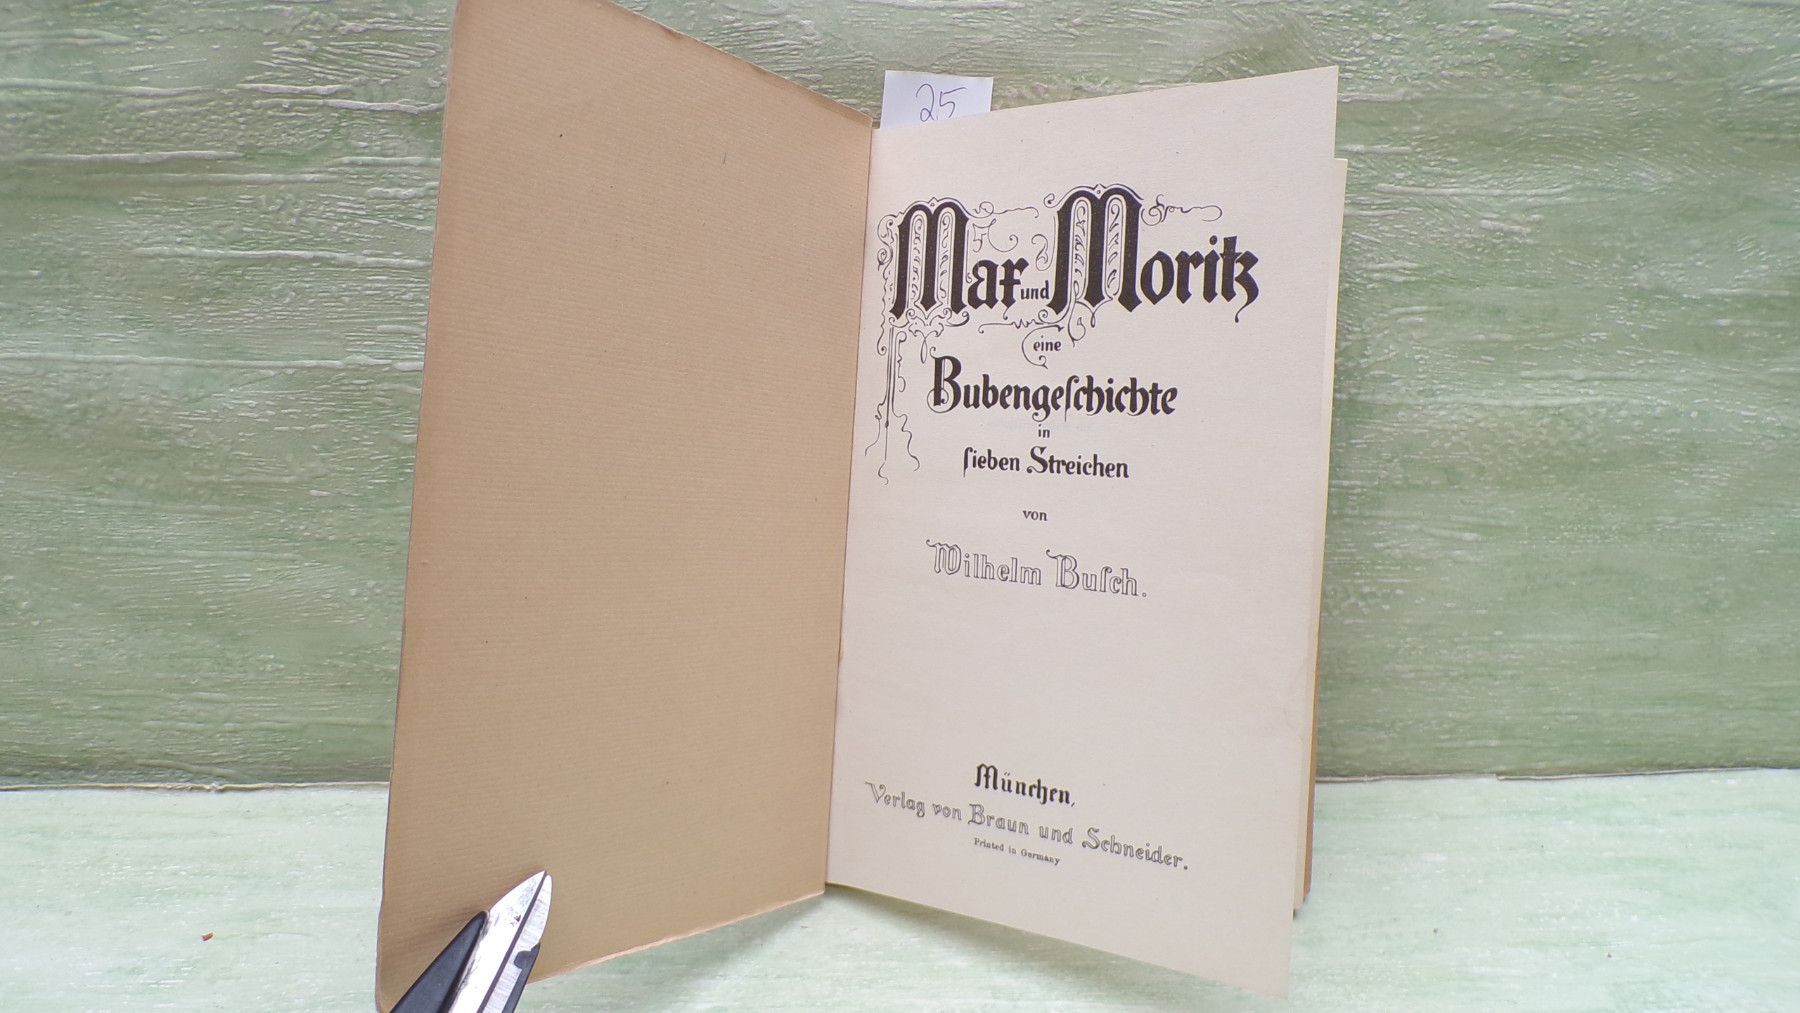 25
Max und Moritz
eine
Bubengeſchichte
in
ſieben Streichen
von
Wilhelm Buſch.
München,
Verlag von Braun und Schneider.
Printed in Germany